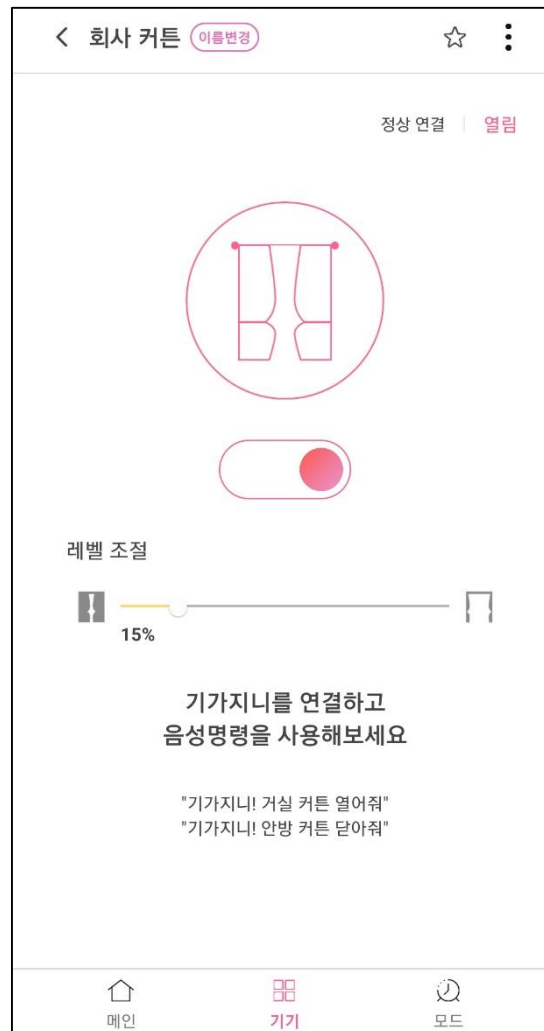 회사 커튼 이름변경
정상 연결 열림
레벨 조절
15%
기가지니를 연결하고
음성명령을 사용해보세요
"기가지니! 거실 커튼 열어줘"
"기가지니! 안방 커튼 닫아줘"
메인 기기 모드